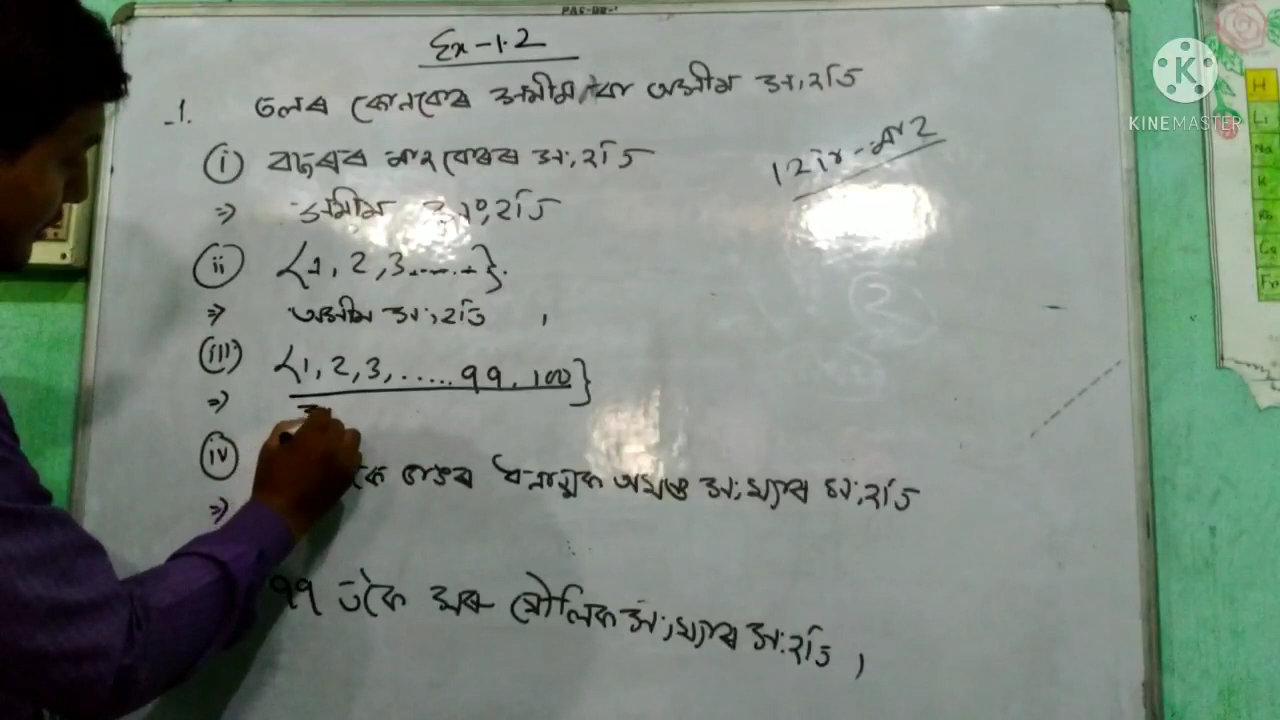 Ex-1.2
1. তলৰ কোনবোৰ সসীম বা অসীম সংহতি
(i) বছৰৰ মাহবোৰৰ সংহতি
⇒ সসীম সংহতি
(ii) {1, 2, 3......}.
⇒ অসীম সংহতি,
(iii) {1, 2, 3, ..... 99, 100}
⇒
(iv) কৈ ডাঙৰ ধনাত্মক অখণ্ড সংখ্যাৰ সংহতি
⇒
99 তকৈ সৰু মৌলিক সংখ্যাৰ সংহতি,
KINEMASTER
H
Li
Na
K
Rb
Cs
Fr